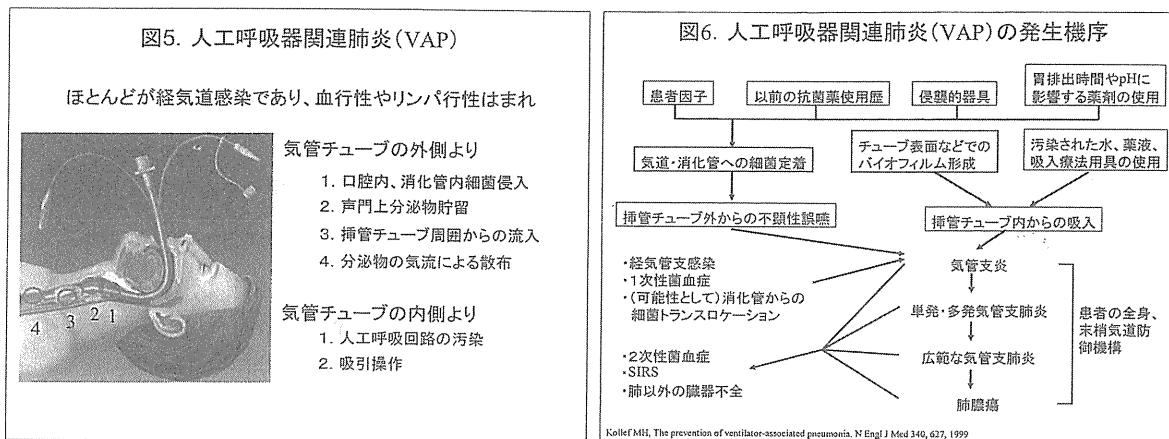 図5. 人工呼吸器関連肺炎(VAP)
ほとんどが経気道感染であり、血行性やリンパ行性はまれ
気管チューブの外側より
1. 口腔内、消化管内細菌侵入
2. 声門上分泌物貯留
3. 挿管チューブ周囲からの流入
4. 分泌物の気流による散布
気管チューブの内側より
1. 人工呼吸回路の汚染
2. 吸引操作
4 3 2 1
図6. 人工呼吸器関連肺炎(VAP)の発生機序
患者因子
以前の抗菌薬使用歴
侵襲的器具
胃排出時間やpHに
影響する薬剤の使用
気道・消化管への細菌定着
チューブ表面などでの
バイオフィルム形成
汚染された水、薬液、
吸入療法用具の使用
挿管チューブ外からの不顕性誤嚥
挿管チューブ内からの吸入
・経気管支感染
・1次性菌血症
・(可能性として)消化管からの
細菌トランスロケーション
気管支炎
単発・多発気管支肺炎
広範な気管支肺炎
肺膿瘍
患者の全身、
末梢気道防
御機構
・2次性菌血症
・SIRS
・肺以外の臓器不全
Kollef MH, The prevention of ventilator-associated pneumonia. N Engl J Med 340, 627, 1999